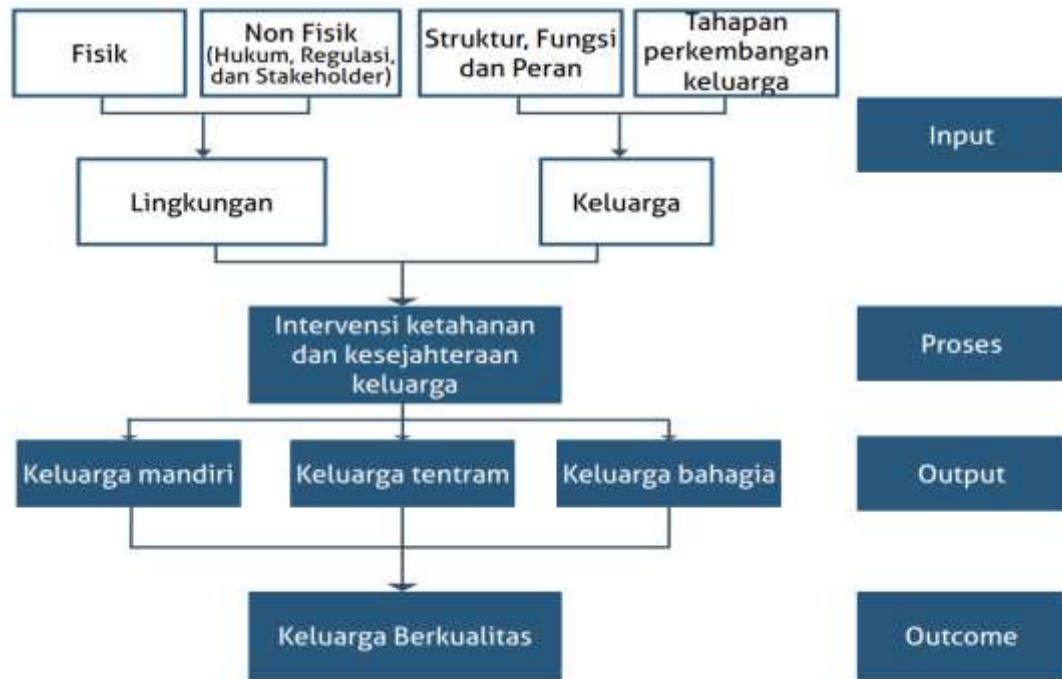 Fisik
Non Fisik
(Hukum, Regulasi,
dan Stakeholder)
Struktur, Fungsi
dan Peran
Tahapan
perkembangan
keluarga
Input
Lingkungan
Keluarga
Intervensi ketahanan
dan kesejahteraan
keluarga
Proses
Keluarga mandiri
Keluarga tentram
Keluarga bahagia
Output
Keluarga Berkualitas
Outcome